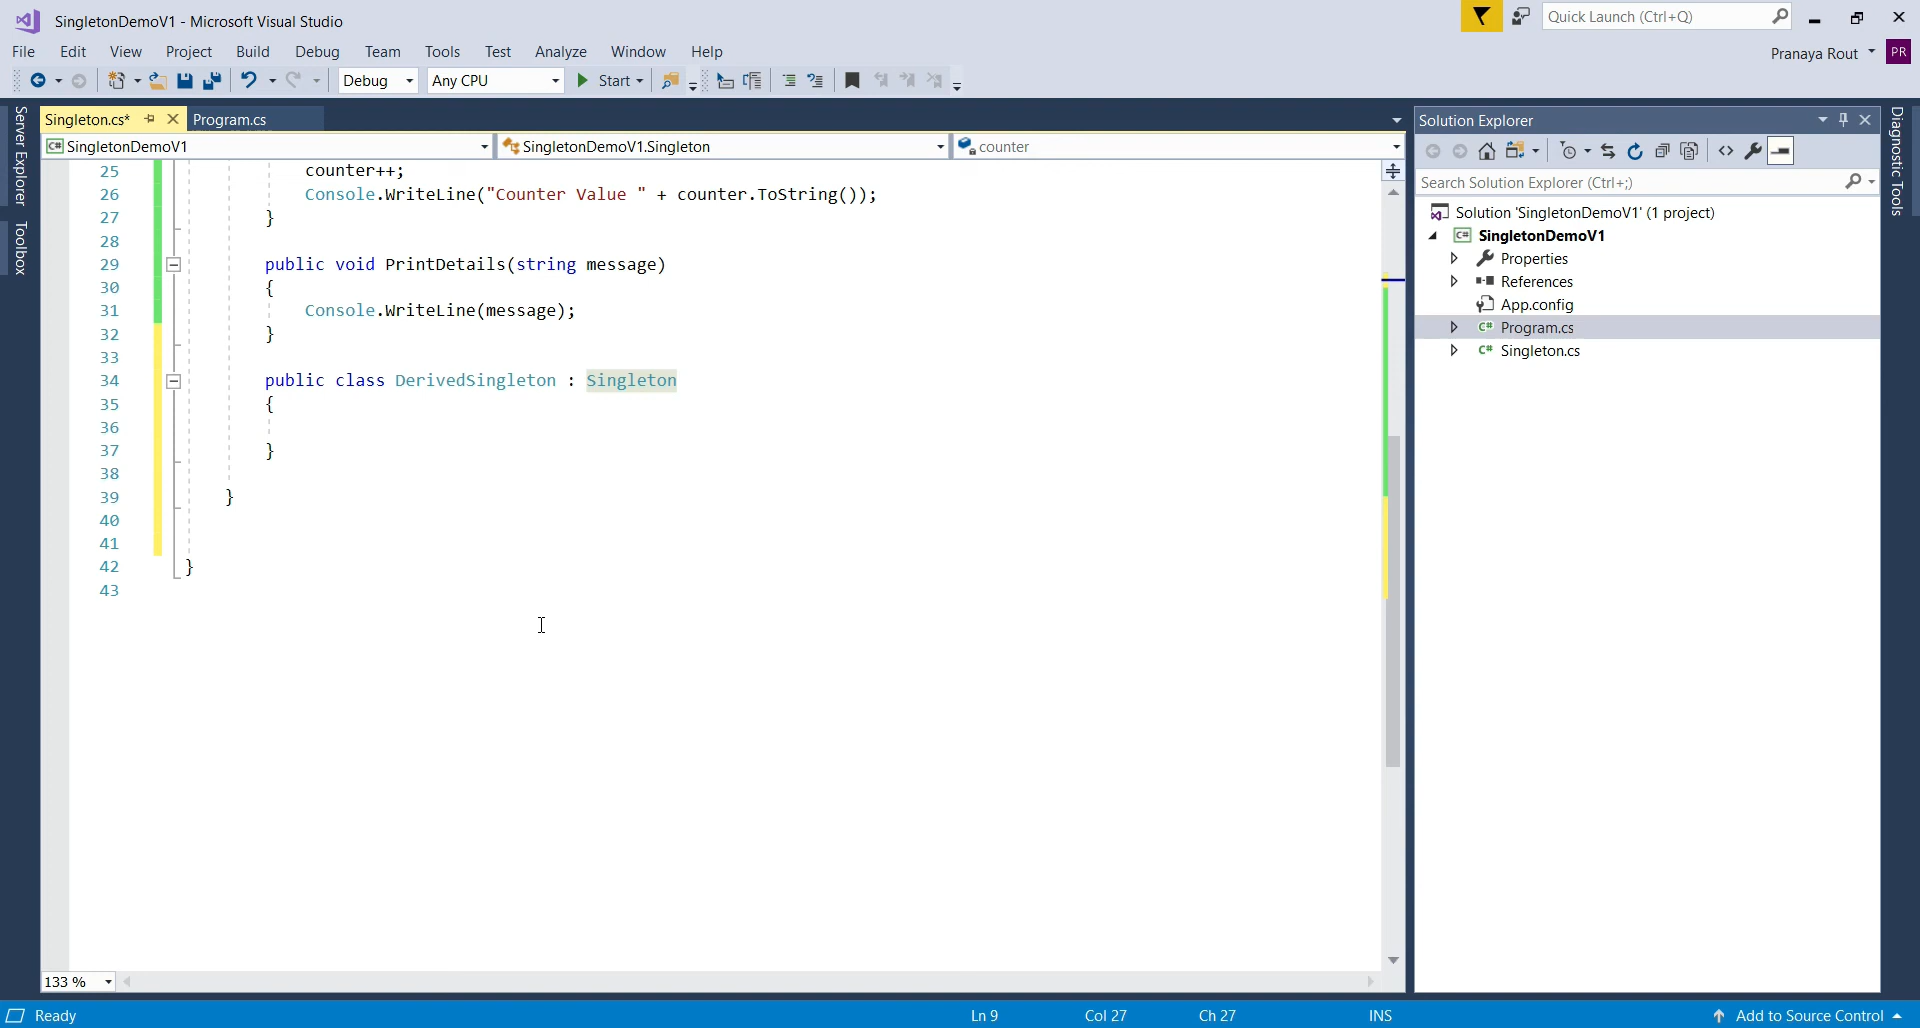 SingletonDemoV1 - Microsoft Visual Studio
Quick Launch (Ctrl+Q)
File Edit View Project Build Debug Team Tools Test Analyze Window Help
Pranaya Rout PR
Debug Any CPU Start
Server Explorer
Toolbox
Singleton.cs* Program.cs
SingletonDemoV1 SingletonDemoV1.Singleton counter
25 counter++;
26 Console.WriteLine("Counter Value " + counter.ToString());
27 }
28
29 public void PrintDetails(string message)
30 {
31 Console.WriteLine(message);
32 }
33
34 public class DerivedSingleton : Singleton
35 {
36
37 }
38
39 }
40
41
42 }
43
133 %
Solution Explorer
Search Solution Explorer (Ctrl+;)
Solution 'SingletonDemoV1' (1 project)
C# SingletonDemoV1
Properties
References
App.config
C# Program.cs
C# Singleton.cs
Diagnostic Tools
Ready Ln 9 Col 27 Ch 27 INS Add to Source Control